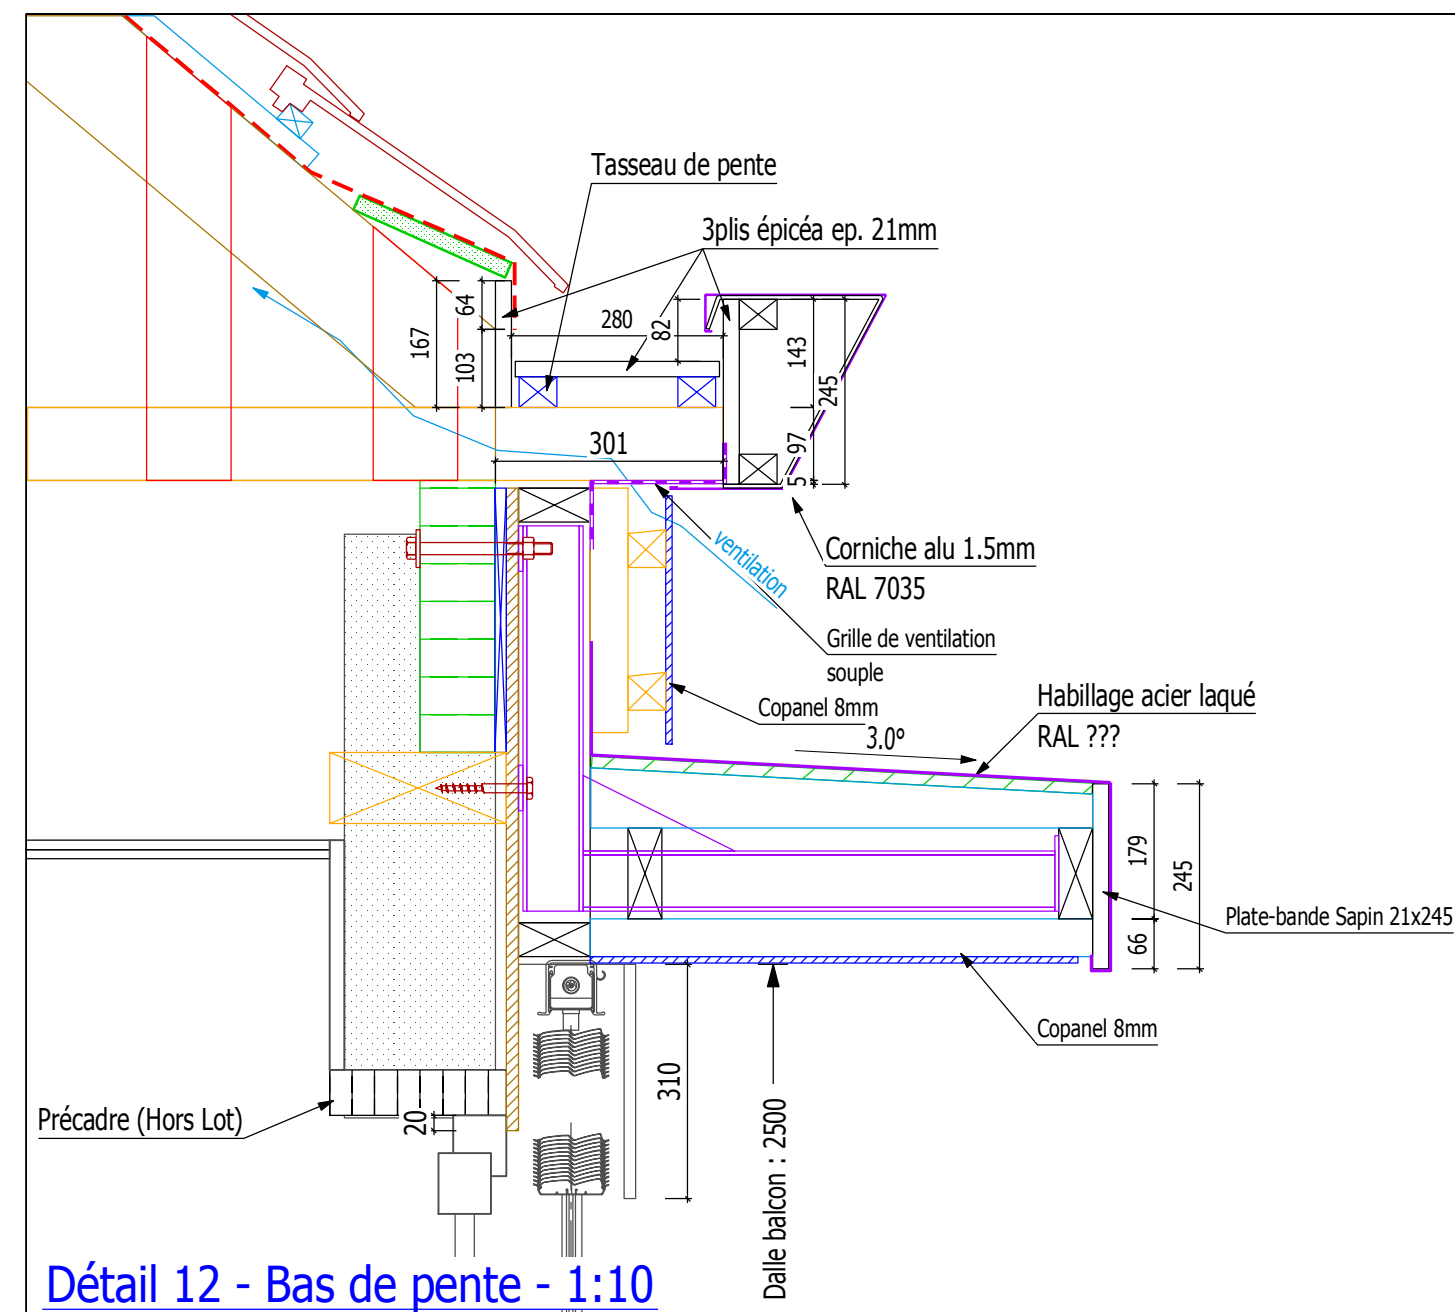 Tasseau de pente
3plis épicéa ep. 21mm
64
167
103
280
82
143
245
301
97
5
ventilation
Corniche alu 1.5mm
RAL 7035
Grille de ventilation
souple
Copanel 8mm
3.0°
Habillage acier laqué
RAL ???
179
245
66
Plate-bande Sapin 21x245
Copanel 8mm
310
Dalle balcon : 2500
20
Précadre (Hors Lot)
Détail 12 - Bas de pente - 1:10